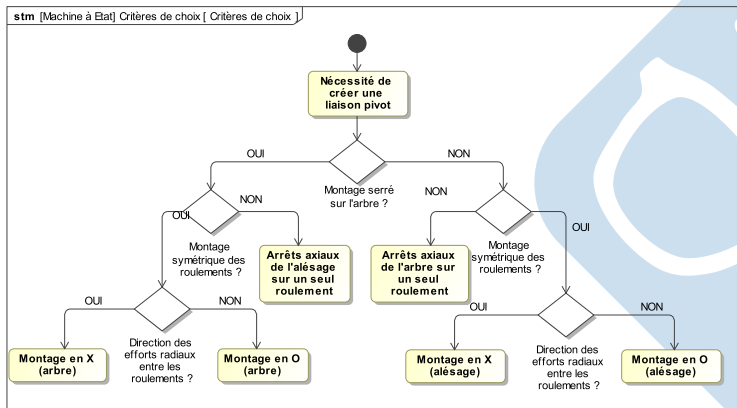 stm [Machine à Etat] Critères de choix [ Critères de choix ]
Nécessité de
créer une
liaison pivot
OUI
NON
Montage serré
sur l'arbre ?
OUI
NON
Montage
symétrique des
roulements ?
Arrêts axiaux
de l'alésage
sur un seul
roulement
NON
OUI
Arrêts axiaux
de l'arbre sur
un seul
roulement
Montage
symétrique des
roulements ?
OUI
NON
Montage en X
(arbre)
Direction des
efforts radiaux
entre les
roulements ?
Montage en O
(arbre)
OUI
NON
Montage en X
(alésage)
Direction des
efforts radiaux
entre les
roulements ?
Montage en O
(alésage)